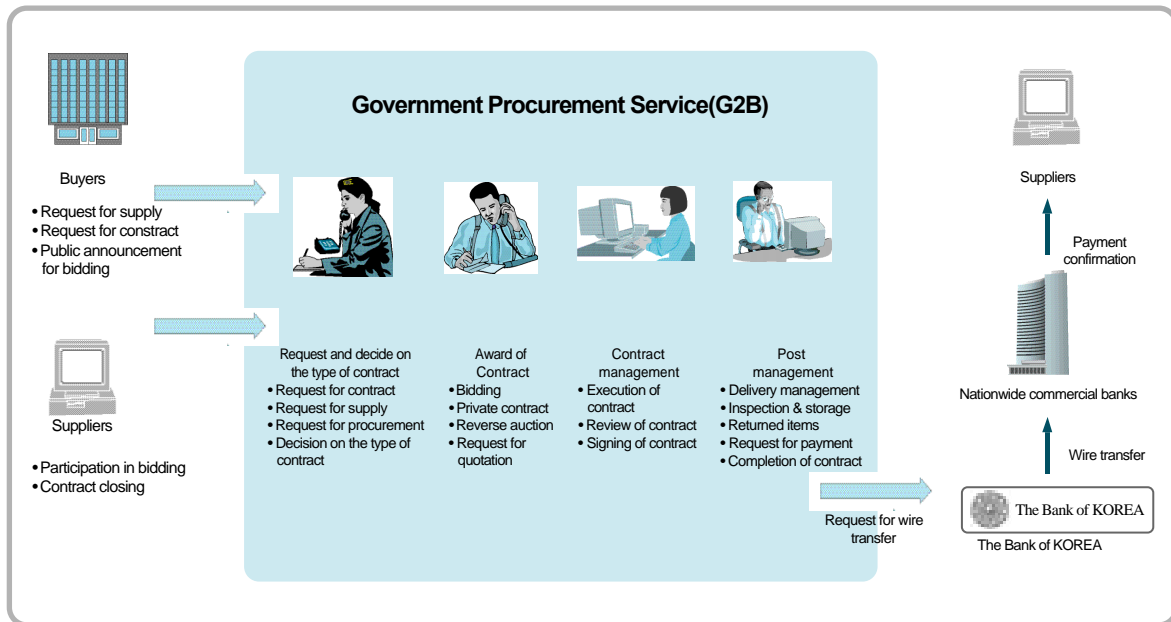 Government Procurement Service(G2B)
Buyers
• Request for supply
• Request for constract
• Public announcement
for bidding
Suppliers
• Participation in bidding
• Contract closing
Request and decide on
the type of contract
• Request for contract
• Request for supply
• Request for procurement
• Decision on the type of
contract
Award of
Contract
• Bidding
• Private contract
• Reverse auction
• Request for
quotation
Contract
management
• Execution of
contract
• Review of contract
• Signing of contract
Post
management
• Delivery management
• Inspection & storage
• Returned items
• Request for payment
• Completion of contract
Request for wire
transfer
Suppliers
Payment
confirmation
Nationwide commercial banks
Wire transfer
The Bank of KOREA
The Bank of KOREA